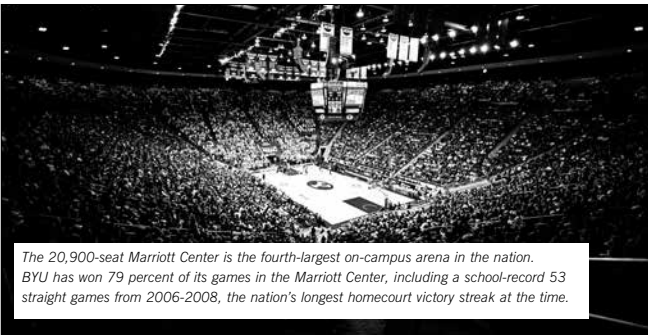 The 20,900-seat Marriott Center is the fourth-largest on-campus arena in the nation.
BYU has won 79 percent of its games in the Marriott Center, including a school-record 53
straight games from 2006-2008, the nation's longest homecourt victory streak at the time.